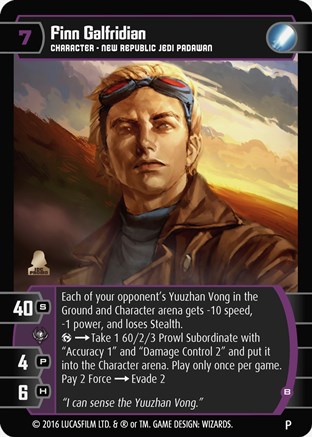 7
Finn Galfridian
CHARACTER - NEW REPUBLIC JEDI PADAWAN
40 S
4 P
6 H
Each of your opponent's Yuuzhan Vong in the
Ground and Character arena gets -10 speed,
-1 power, and loses Stealth.
→Take 1 60/2/3 Prowl Subordinate with
"Accuracy 1" and "Damage Control 2" and put it
into the Character arena. Play only once per game.
Pay 2 Force →Evade 2
B
"I can sense the Yuuzhan Vong."
© 2016 LUCASFILM LTD. & ® or TM. GAME DESIGN: WIZARDS.
P